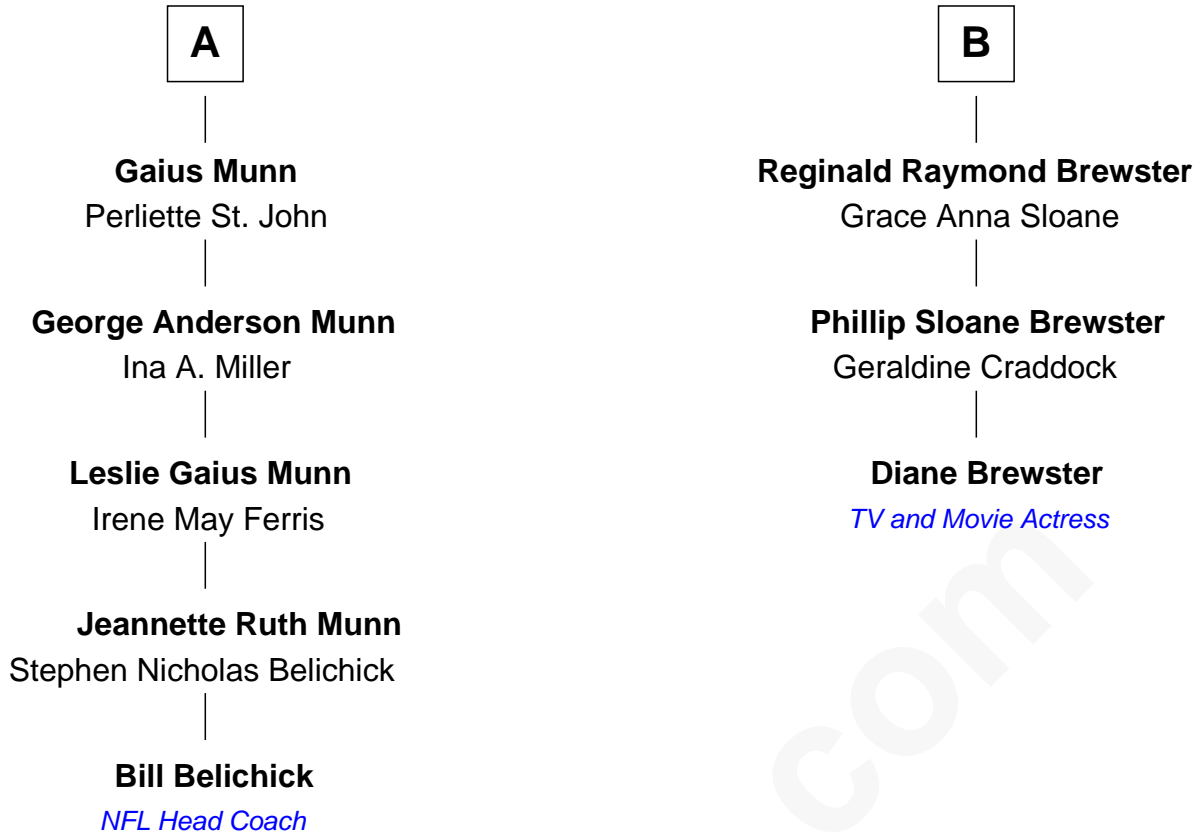 A
Gaius Munn
Perliette St. John
George Anderson Munn
Ina A. Miller
Leslie Gaius Munn
Irene May Ferris
Jeannette Ruth Munn
Stephen Nicholas Belichick
Bill Belichick
NFL Head Coach
B
Reginald Raymond Brewster
Grace Anna Sloane
Phillip Sloane Brewster
Geraldine Craddock
Diane Brewster
TV and Movie Actress
com